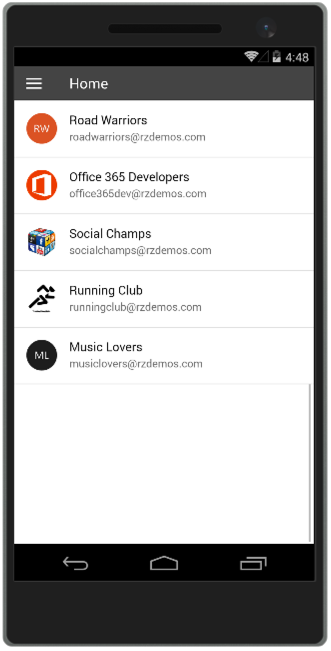 4:48
Home
RW
Road Warriors
roadwarriors@rzdemos.com
Office 365 Developers
office365dev@rzdemos.com
Social Champs
socialchamps@rzdemos.com
Running Club
runningclub@rzdemos.com
ML
Music Lovers
musiclovers@rzdemos.com